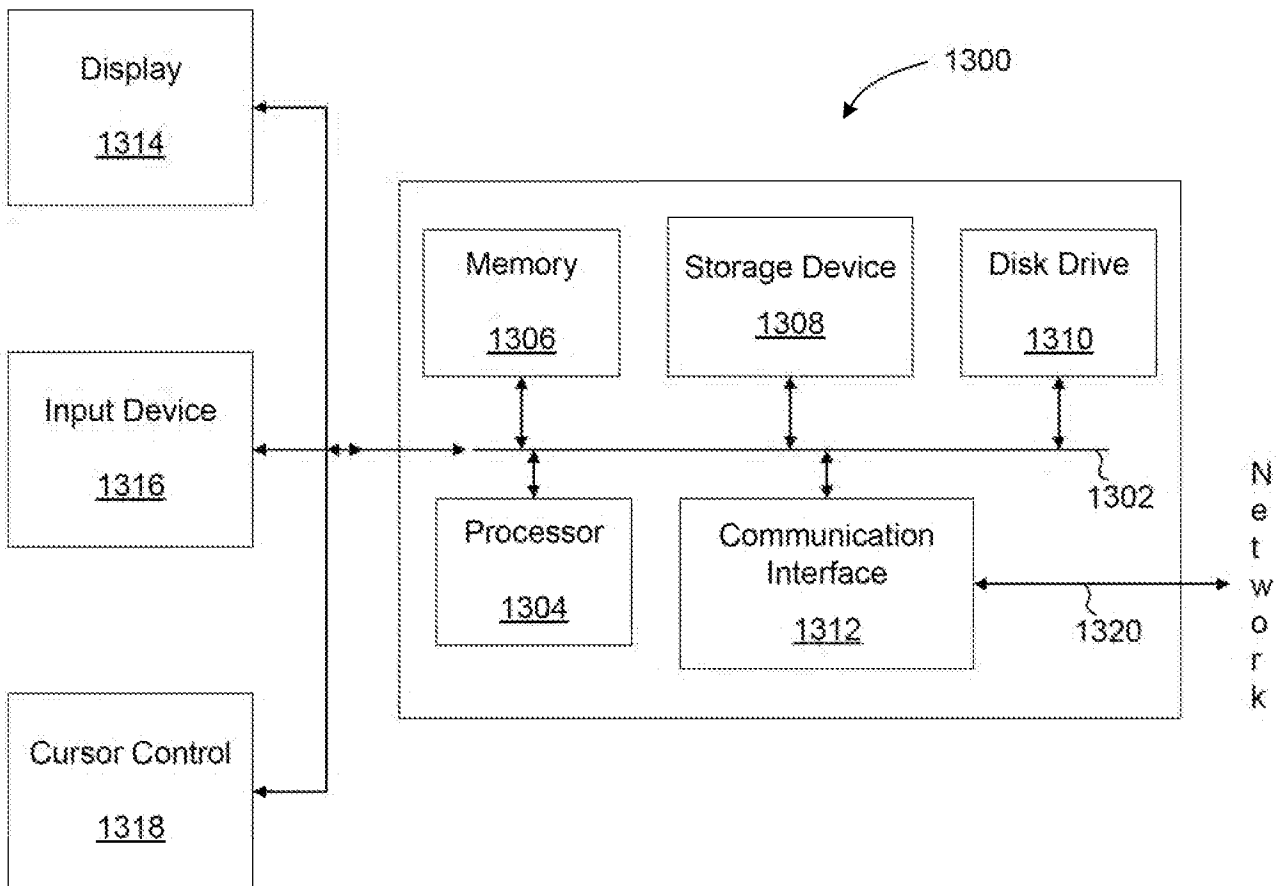 Display
1314
1300
Memory
1306
Storage Device
1308
Disk Drive
1310
Input Device
1316
1302
Processor
1304
Communication
Interface
1312
1320
Network
Cursor Control
1318